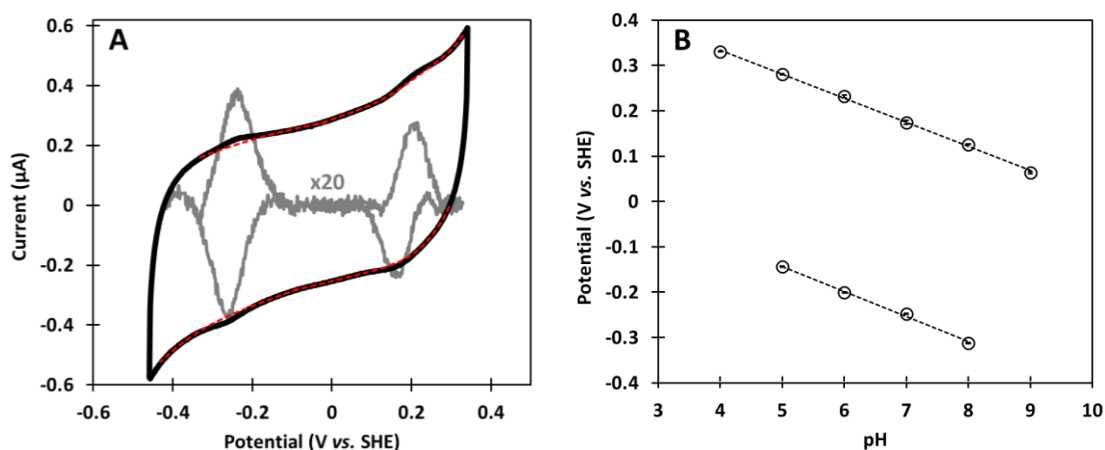 A
0.6
0.4
0.2
0
-0.2
-0.4
-0.6
Current (µA)
x20
-0.6 -0.4 -0.2 0 0.2 0.4
Potential (V vs. SHE)
B
0.4
0.3
0.2
0.1
0
-0.1
-0.2
-0.3
-0.4
Potential (V vs. SHE)
3 4 5 6 7 8 9 10
pH